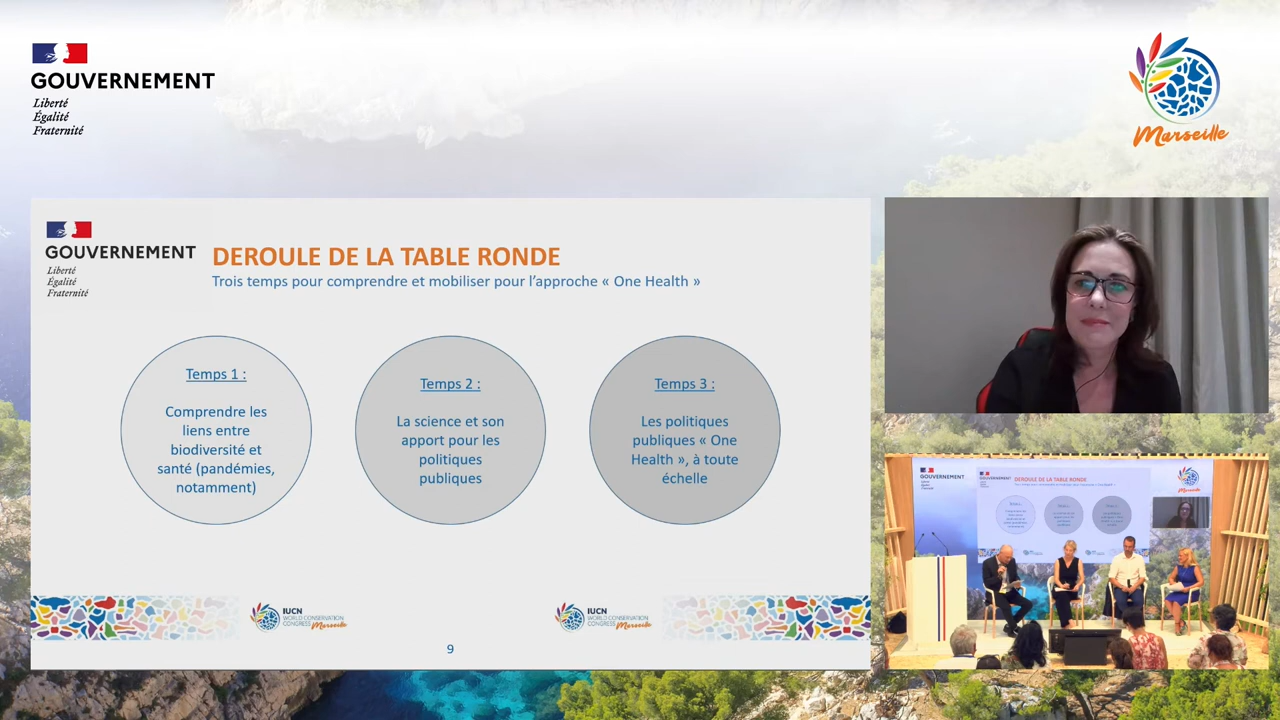 GOUVERNEMENT
Liberté
Égalité
Fraternité
Marseille
GOUVERNEMENT
Liberté
Égalité
Fraternité
DEROULE DE LA TABLE RONDE
Trois temps pour comprendre et mobiliser pour l’approche « One Health »
Temps 1 :
Comprendre les
liens entre
biodiversité et
santé (pandémies,
notamment)
Temps 2 :
La science et son
apport pour les
politiques
publiques
Temps 3 :
Les politiques
publiques « One
Health », à toute
échelle
IUCN
WORLD CONSERVATION
CONGRESS Marseille
IUCN
WORLD CONSERVATION
CONGRESS Marseille
9
GOUVERNEMENT
DEROULE DE LA TABLE RONDE
Marseille